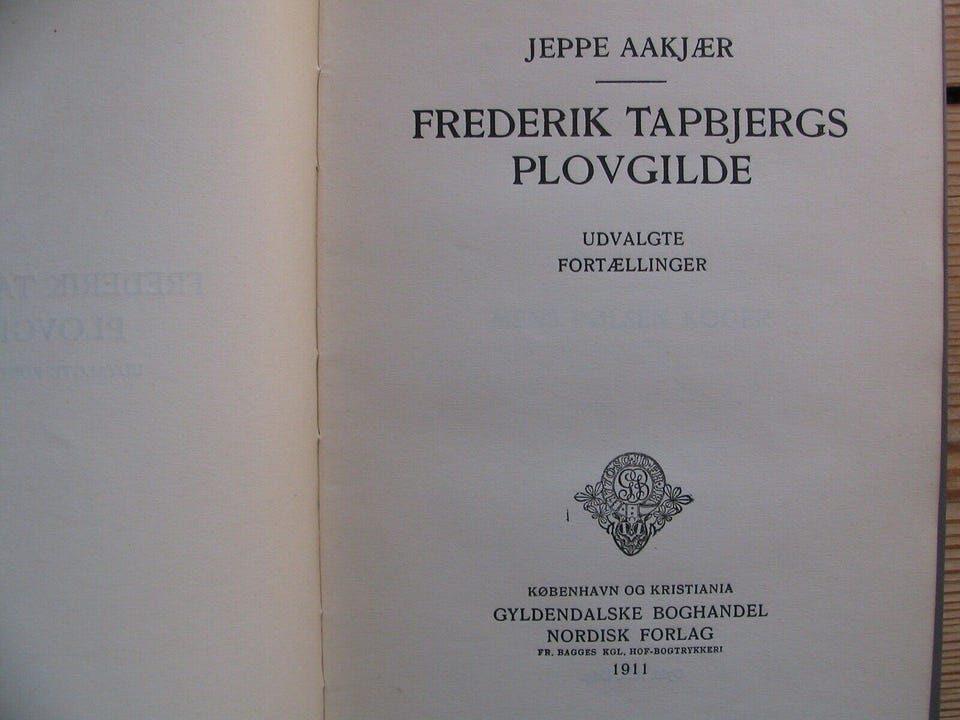 JEPPE AAKJÆR
FREDERIK TAPBJERGS
PLOVGILDE
UDVALGTE
FORTÆLLINGER
KØBENHAVN OG KRISTIANIA
GYLDENDALSKE BOGHANDEL
NORDISK FORLAG
FR. BAGGES KGL. HOF-BOGTRYKKERI
1911